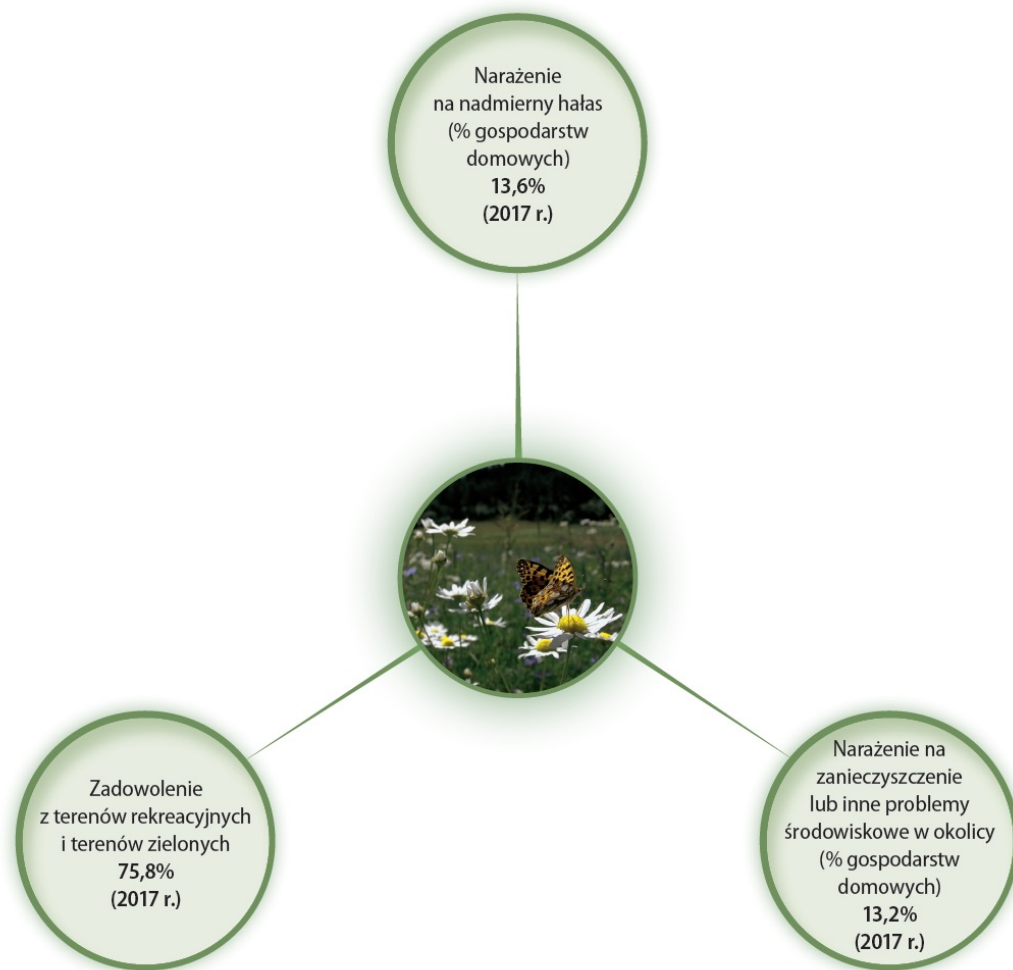 Narażenie
na nadmierny hałas
(% gospodarstw
domowych)
13,6%
(2017 r.)
Zadowolenie
z terenów rekreacyjnych
i terenów zielonych
75,8%
(2017 r.)
Narażenie na
zanieczyszczenie
lub inne problemy
środowiskowe w okolicy
(% gospodarstw
domowych)
13,2%
(2017 r.)